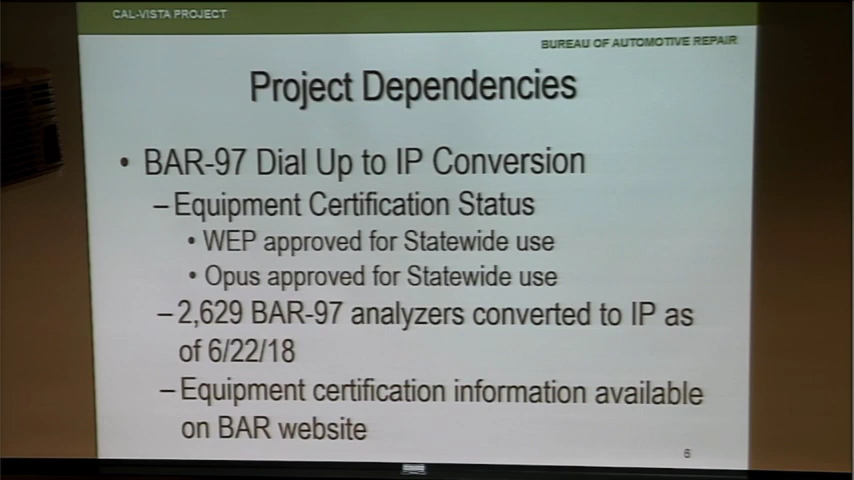 CAL-VISTA PROJECT
BUREAU OF AUTOMOTIVE REPAIR
Project Dependencies
• BAR-97 Dial Up to IP Conversion
– Equipment Certification Status
• WEP approved for Statewide use
• Opus approved for Statewide use
– 2,629 BAR-97 analyzers converted to IP as
of 6/22/18
– Equipment certification information available
on BAR website
6